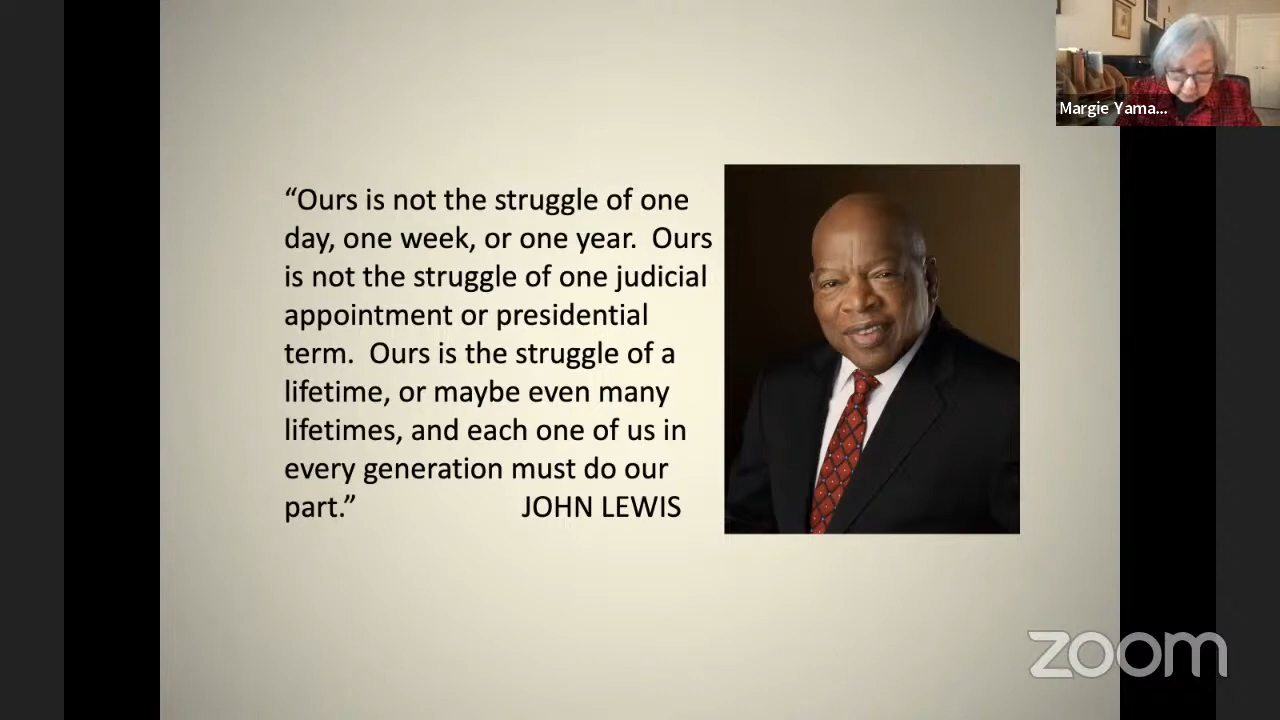 Margie Yama...
“Ours is not the struggle of one
day, one week, or one year.  Ours
is not the struggle of one judicial
appointment or presidential
term.  Ours is the struggle of a
lifetime, or maybe even many
lifetimes, and each one of us in
every generation must do our
part.” JOHN LEWIS
zoom